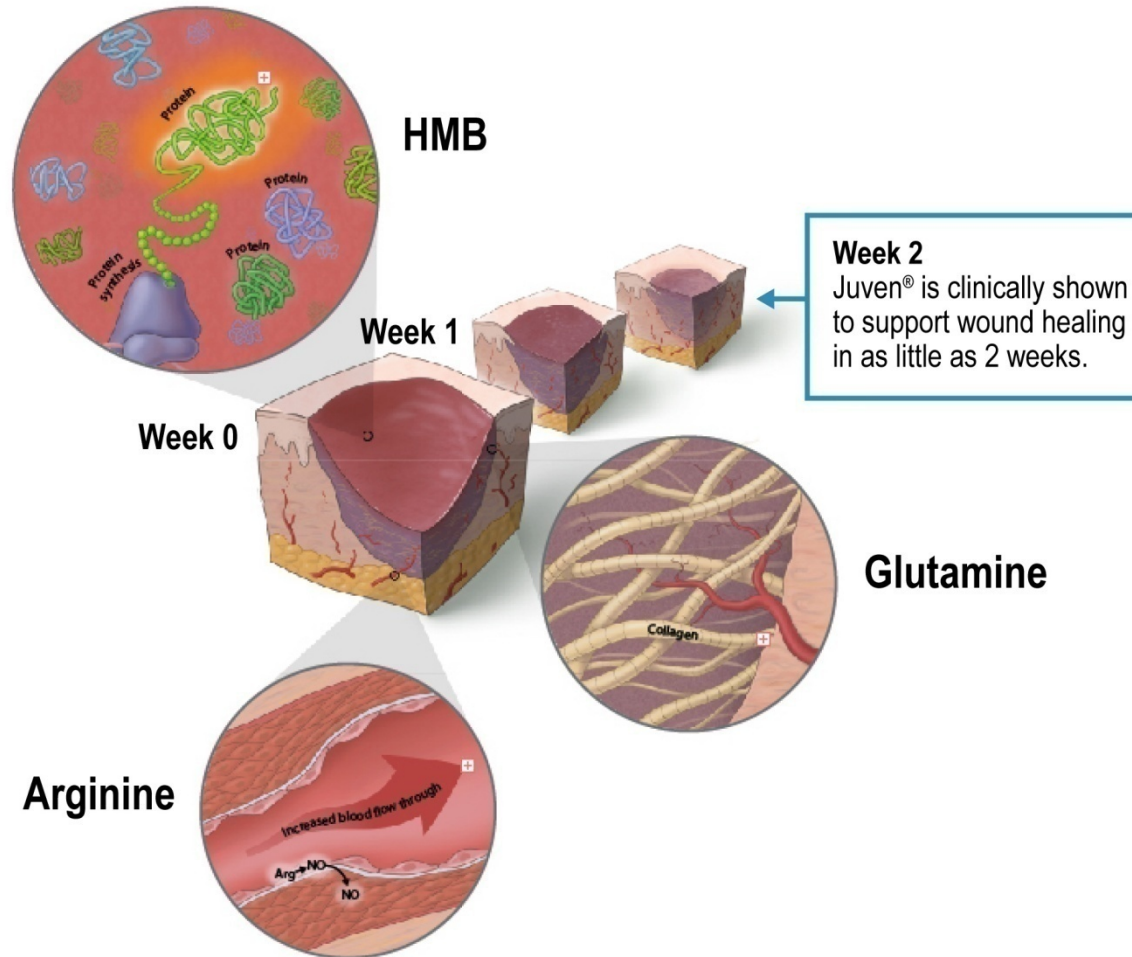 Protein
HMB
Protein
Protein
Protein
synthesis
Week 2
Juven® is clinically shown
to support wound healing
in as little as 2 weeks.
Week 1
Week 0
Glutamine
Collagen
Arginine
Increased blood flow through
Arg
NO
NO